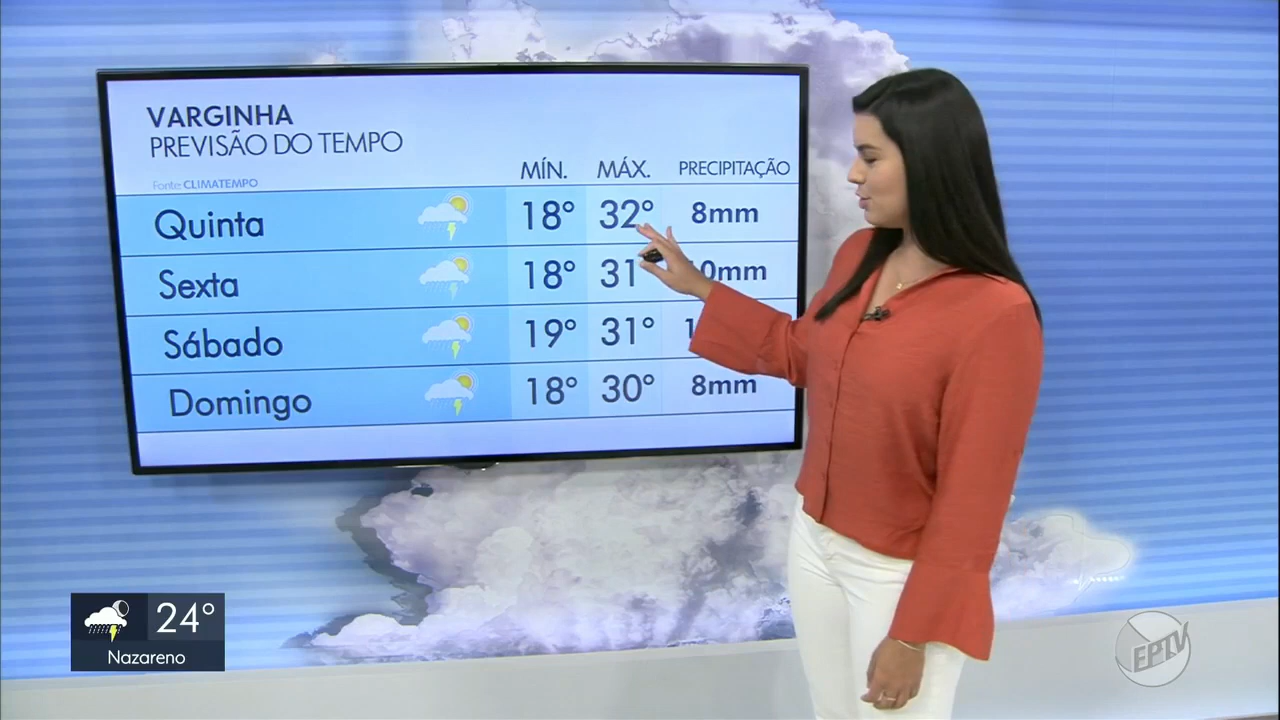 VARGINHA
PREVISÃO DO TEMPO
Fonte: CLIMATEMPO
MÍN. MÁX. PRECIPITAÇÃO
Quinta 18° 32° 8mm
Sexta 18° 31°
Sábado 19° 31°
Domingo 18° 30° 8mm
24°
Nazareno
EPTV